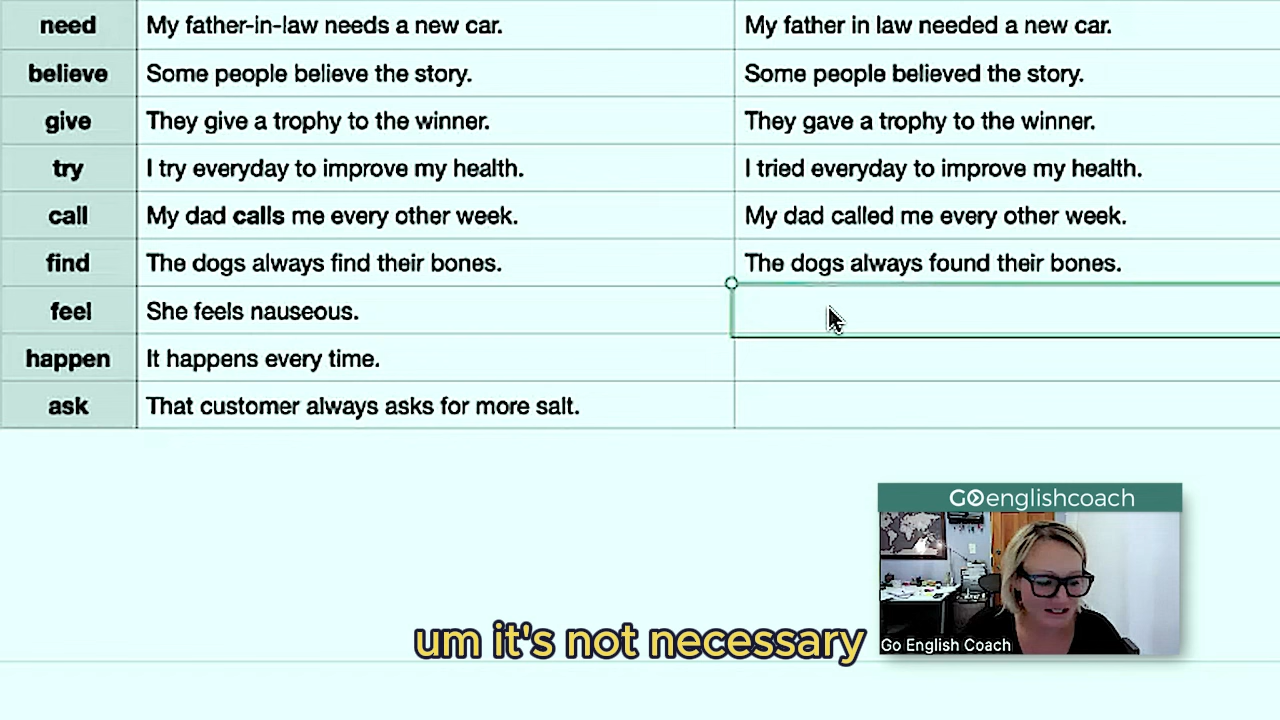 need My father-in-law needs a new car. My father in law needed a new car.
believe Some people believe the story. Some people believed the story.
give They give a trophy to the winner. They gave a trophy to the winner.
try I try everyday to improve my health. I tried everyday to improve my health.
call My dad calls me every other week. My dad called me every other week.
find The dogs always find their bones. The dogs always found their bones.
feel She feels nauseous.
happen It happens every time.
ask That customer always asks for more salt.
GO englishcoach
um it's not necessary
Go English Coach